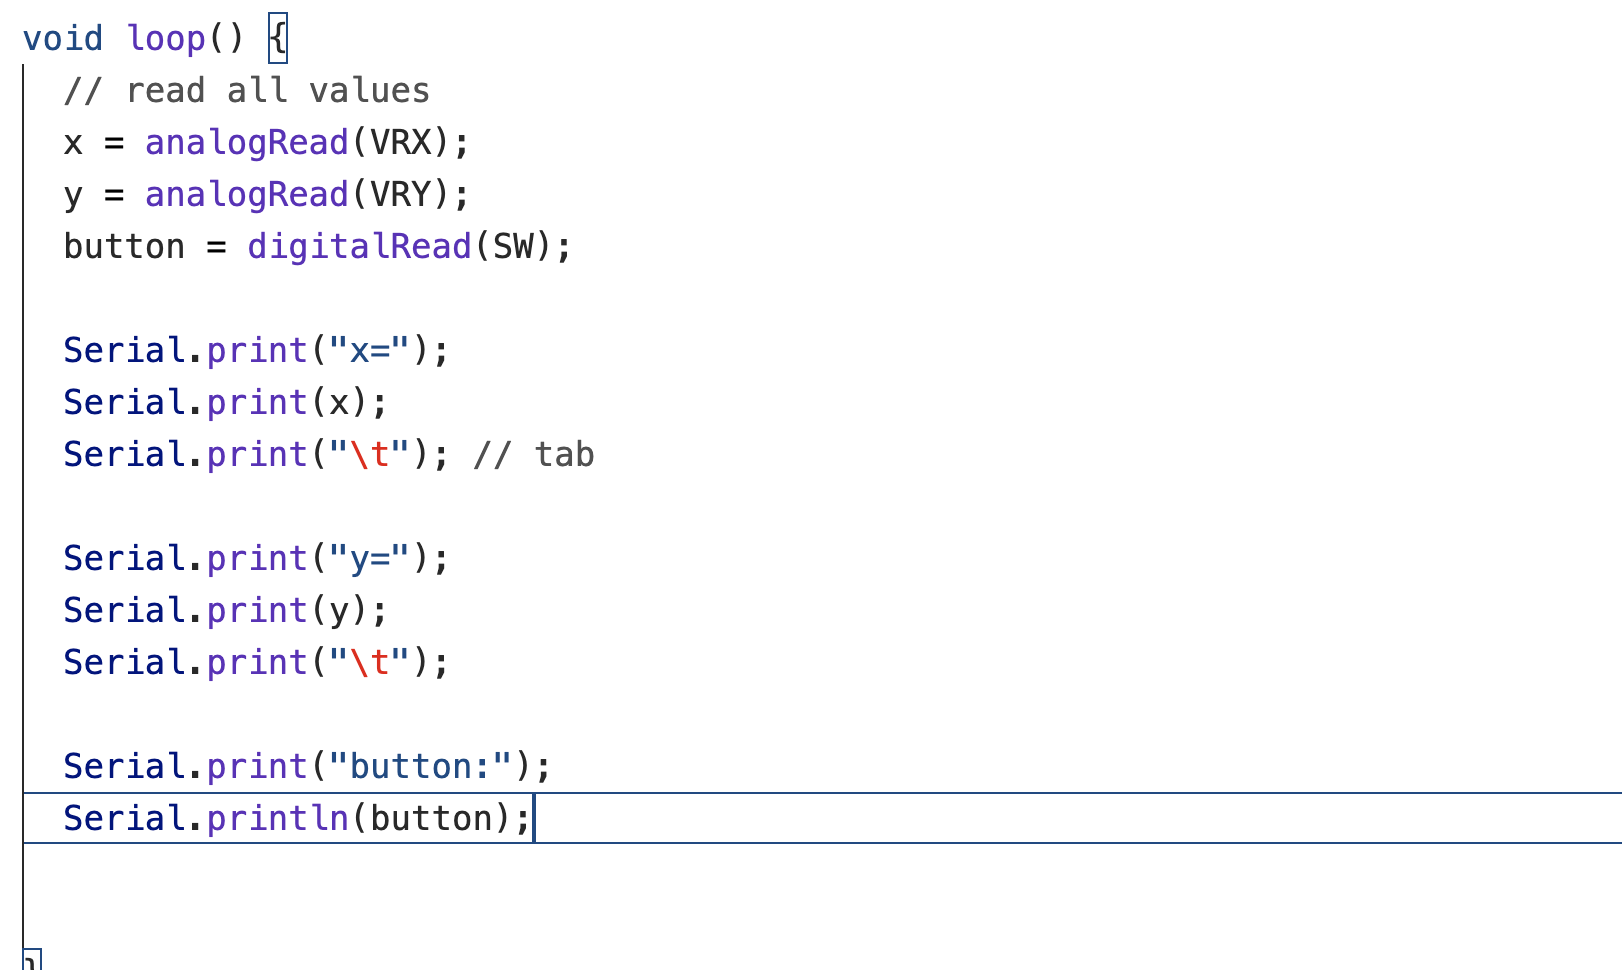 void loop() {
// read all values
x = analogRead(VRX);
y = analogRead(VRY);
button = digitalRead(SW);
Serial.print("x=");
Serial.print(x);
Serial.print("\t"); // tab
Serial.print("y=");
Serial.print(y);
Serial.print("\t");
Serial.print("button:");
Serial.println(button);
}